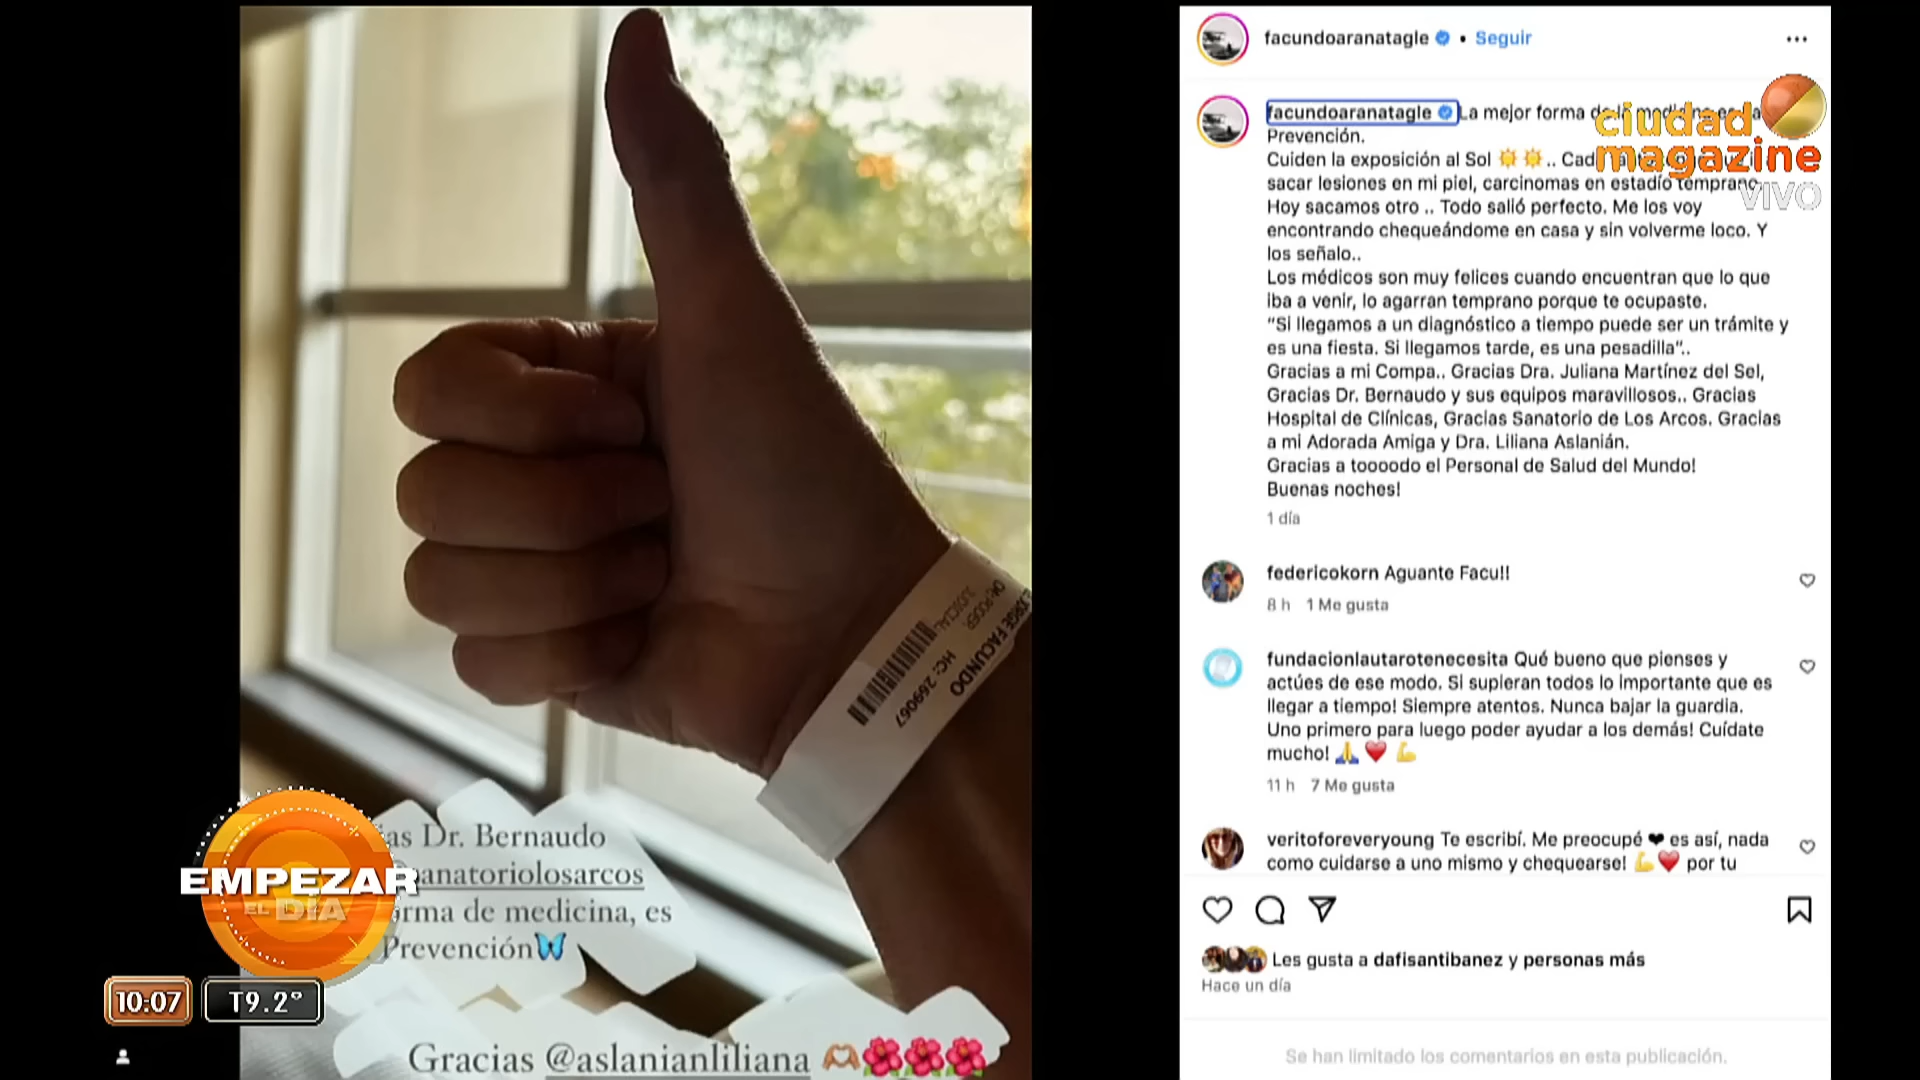 facundoaranatagle • Seguir
facundoaranatagle La mejor forma de la
Prevención.
Cuiden la exposición al Sol ☀️☀️..
sacar lesiones en mi piel, carcinomas en estadío temprano.
Hoy sacamos otro .. Todo salió perfecto. Me los voy
encontrando chequeándome en casa y sin volverme loco. Y
los señalo..
Los médicos son muy felices cuando encuentran que lo que
iba a venir, lo agarran temprano porque te ocupaste.
“Si llegamos a un diagnóstico a tiempo puede ser un trámite y
es una fiesta. Si llegamos tarde, es una pesadilla”..
Gracias a mi Compa.. Gracias Dra. Juliana Martínez del Sel,
Gracias Dr. Bernaudo y sus equipos maravillosos.. Gracias
Hospital de Clínicas, Gracias Sanatorio de Los Arcos. Gracias
a mi Adorada Amiga y Dra. Liliana Aslanián.
Gracias a toooodo el Personal de Salud del Mundo!
Buenas noches!
1 día
federicokorn Aguante Facu!!
8 h 1 Me gusta
fundacionlautarotenecesita Qué bueno que pienses y
actúes de ese modo. Si supieran todos lo importante que es
llegar a tiempo! Siempre atentos. Nunca bajar la guardia.
Uno primero para luego poder ayudar a los demás! Cuídate
mucho! 🙏❤️💪
11 h 7 Me gusta
veritoforeveryoung Te escribí. Me preocupé ❤ es así, nada
como cuidarse a uno mismo y chequearse! 💪❤️ por tu
Les gusta a dafisantibanez y personas más
Hace un día
Se han limitado los comentarios en esta publicación.
ciudad
magazine
VIVO
JORGE FACUNDO
OM: PODER
JUDICIAL
HC: 269067
Dr. Bernaudo
anatoriolosarcos
rma de medicina, es
Prevención🦋
Gracias @aslanianliliana 🫶🌺🌺🌺
EMPEZAR
EL DÍA
10:07
T9.2°